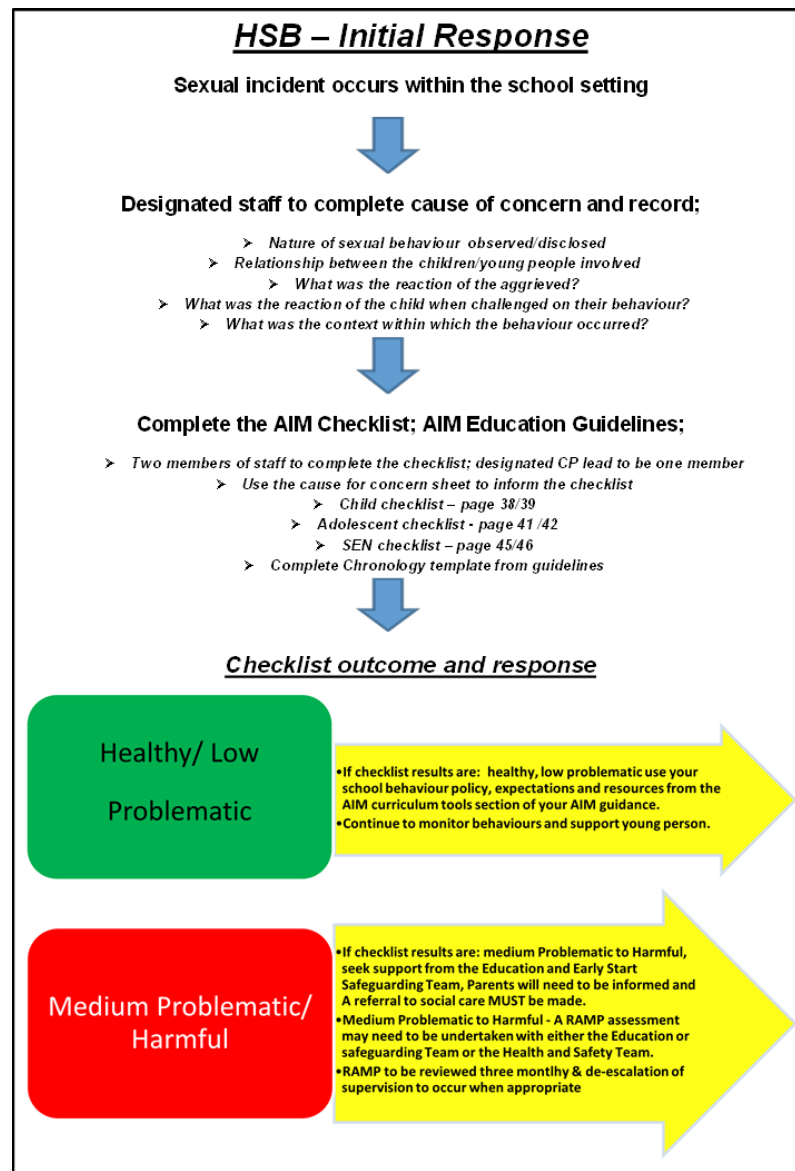 HSB – Initial Response
Sexual incident occurs within the school setting
Designated staff to complete cause of concern and record;
➤ Nature of sexual behaviour observed/disclosed
➤ Relationship between the children/young people involved
➤ What was the reaction of the aggrieved?
➤ What was the reaction of the child when challenged on their behaviour?
➤ What was the context within which the behaviour occurred?
Complete the AIM Checklist; AIM Education Guidelines;
➤ Two members of staff to complete the checklist; designated CP lead to be one member
➤ Use the cause for concern sheet to inform the checklist
➤ Child checklist – page 38/39
➤ Adolescent checklist - page 41 /42
➤ SEN checklist – page 45/46
➤ Complete Chronology template from guidelines
Checklist outcome and response
Healthy/ Low
Problematic
•If checklist results are: healthy, low problematic use your
school behaviour policy, expectations and resources from the
AIM curriculum tools section of your AIM guidance.
•Continue to monitor behaviours and support young person.
Medium Problematic/
Harmful
•If checklist results are: medium Problematic to Harmful,
seek support from the Education and Early Start
Safeguarding Team, Parents will need to be informed and
A referral to social care MUST be made.
•Medium Problematic to Harmful - A RAMP assessment
may need to be undertaken with either the Education or
safeguarding Team or the Health and Safety Team.
•RAMP to be reviewed three montlhy & de-escalation of
supervision to occur when appropriate